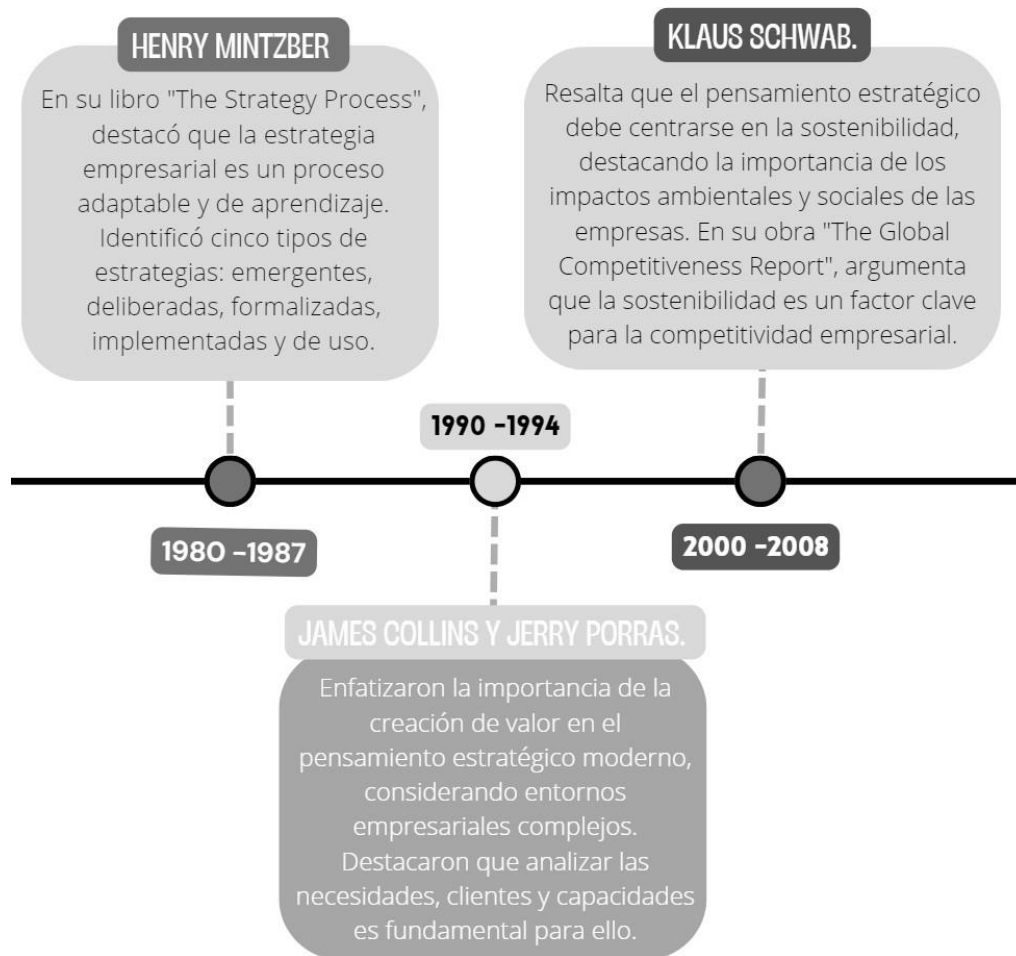 HENRY MINTZBER
En su libro "The Strategy Process",
destacó que la estrategia
empresarial es un proceso
adaptable y de aprendizaje.
Identificó cinco tipos de
estrategias: emergentes,
deliberadas, formalizadas,
implementadas y de uso.
1980 -1987
1990 -1994
JAMES COLLINS Y JERRY PORRAS.
Enfatizaron la importancia de la
creación de valor en el
pensamiento estratégico moderno,
considerando entornos
empresariales complejos.
Destacaron que analizar las
necesidades, clientes y capacidades
es fundamental para ello.
KLAUS SCHWAB.
Resalta que el pensamiento estratégico
debe centrarse en la sostenibilidad,
destacando la importancia de los
impactos ambientales y sociales de las
empresas. En su obra "The Global
Competitiveness Report", argumenta
que la sostenibilidad es un factor clave
para la competitividad empresarial.
2000 -2008